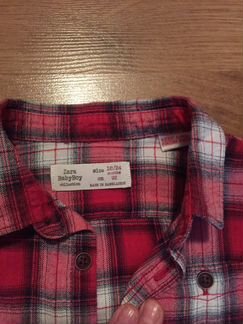 Zara
BabyBoy
collection
size 18/24
months
cm 92
MADE IN BANGLADESH